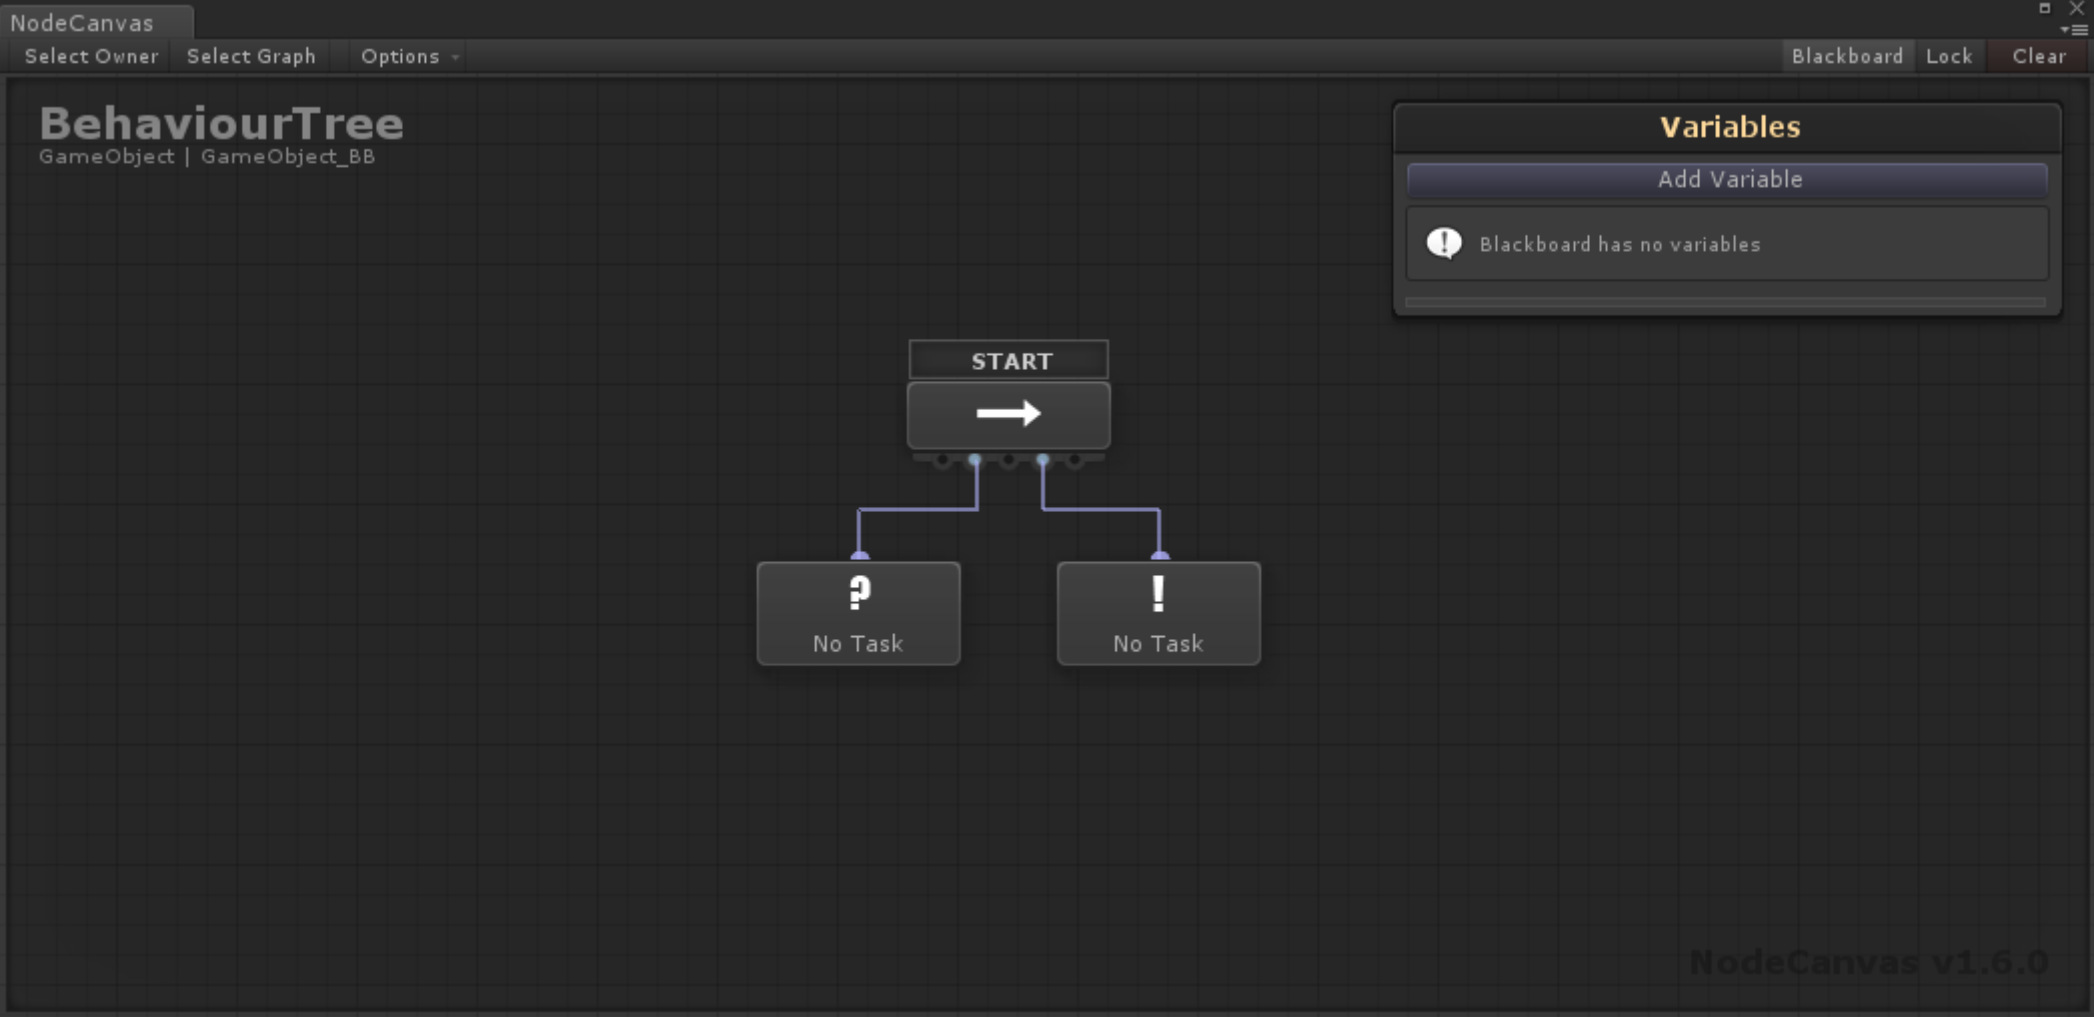 NodeCanvas
Select Owner Select Graph Options Blackboard Lock Clear
BehaviourTree
GameObject | GameObject_BB
Variables
Add Variable
! Blackboard has no variables
START
? !
No Task No Task
NodeCanvas v1.6.0